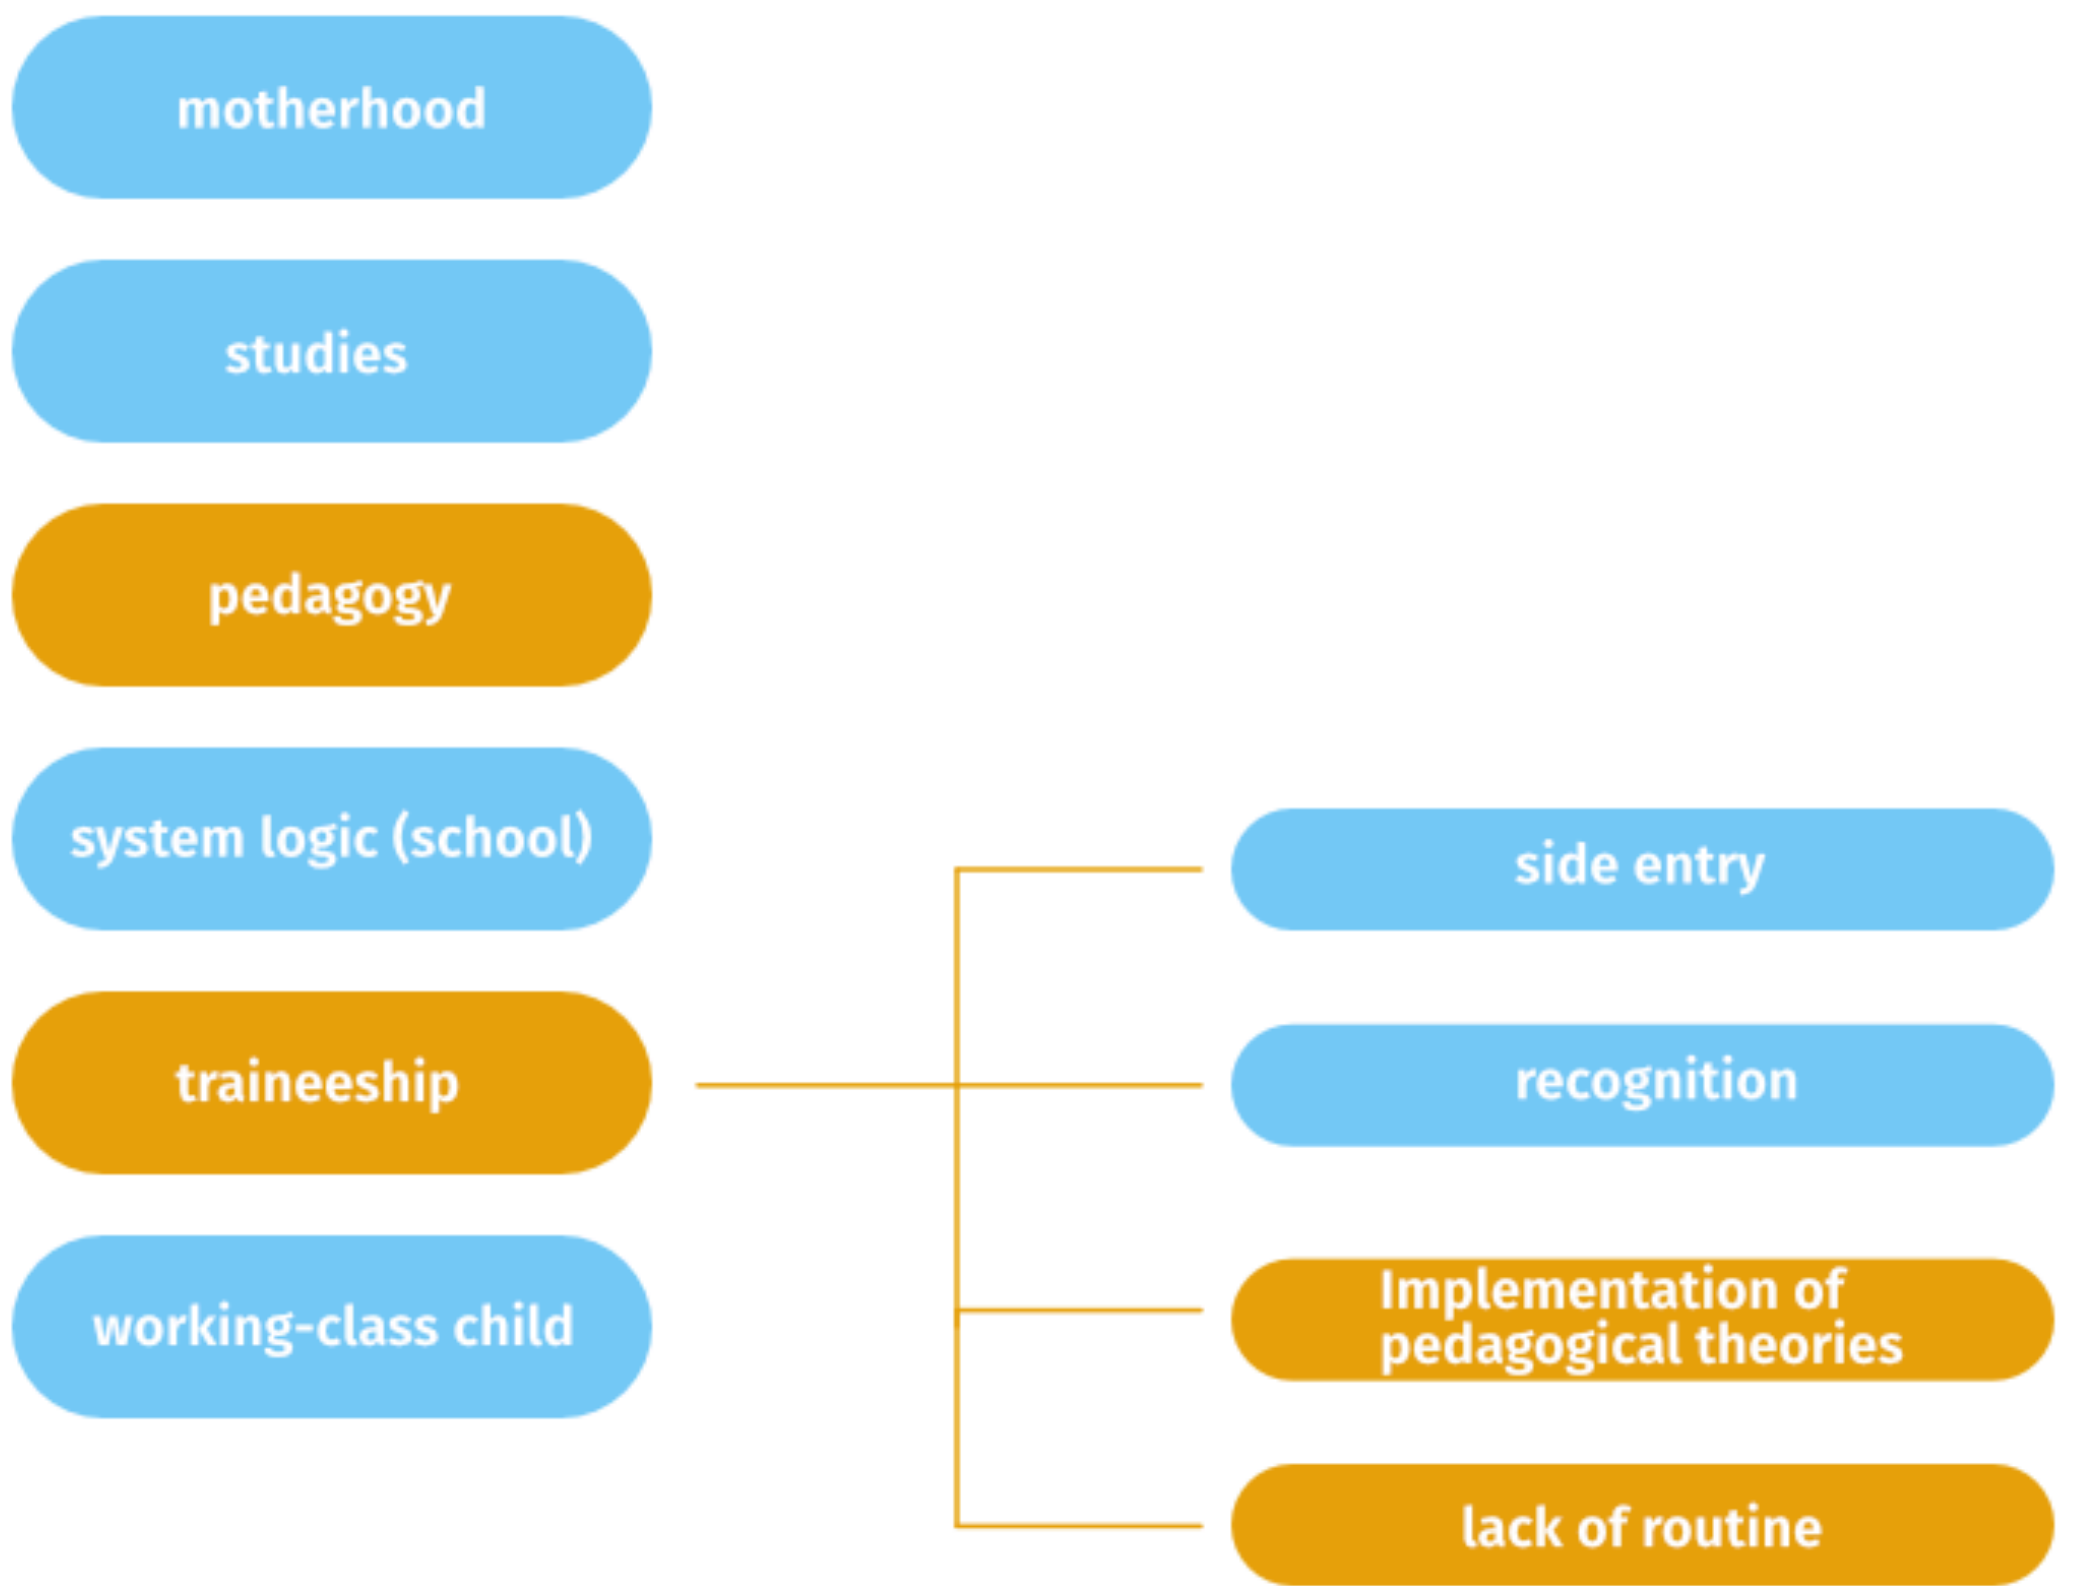 motherhood
studies
pedagogy
system logic (school)
traineeship
working-class child
side entry
recognition
Implementation of
pedagogical theories
lack of routine